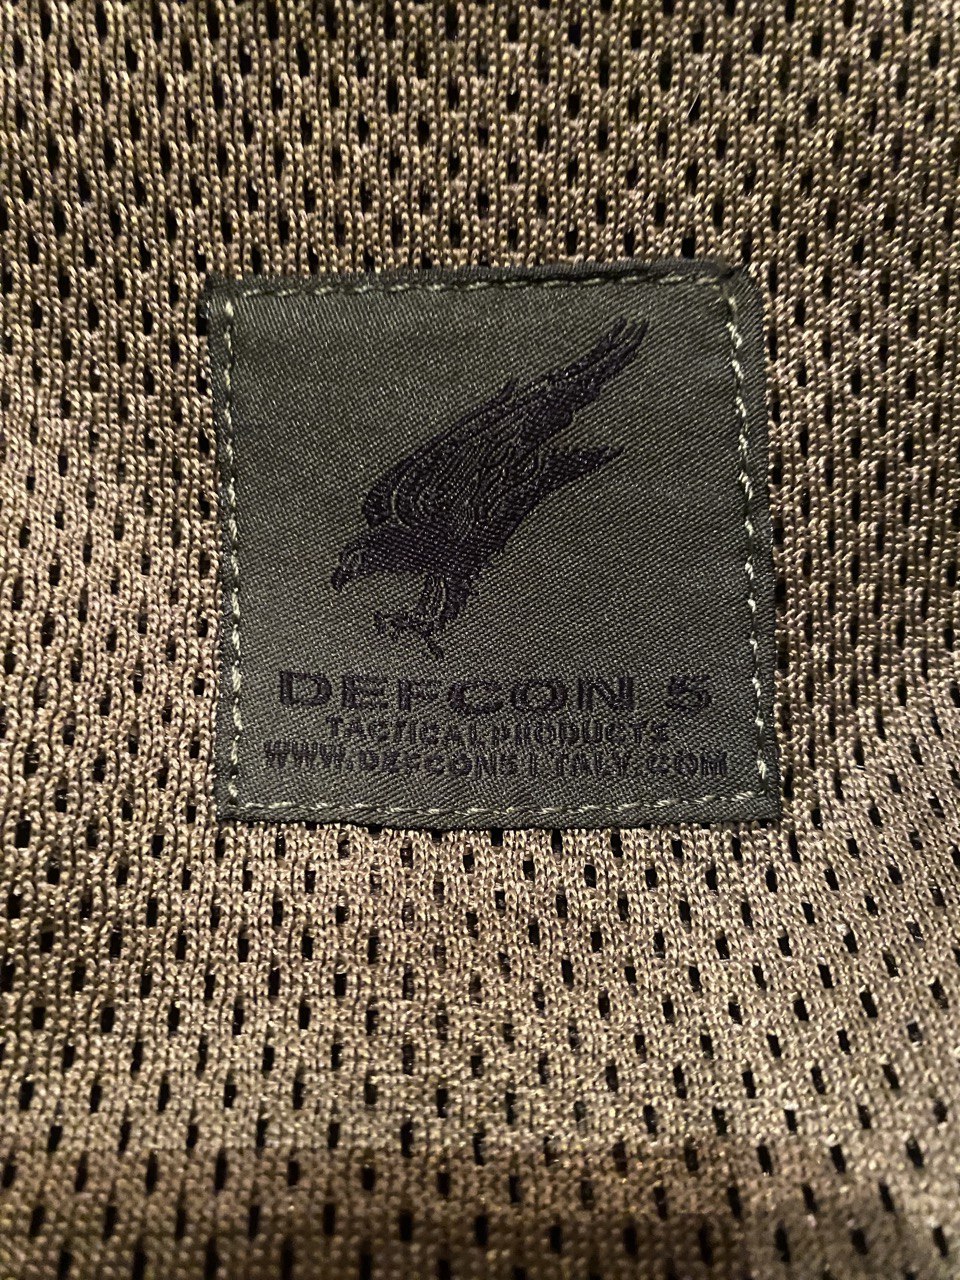 DEFCON 5
TACTICAL PRODUCTS
WWW.DEFCON5ITALY.COM